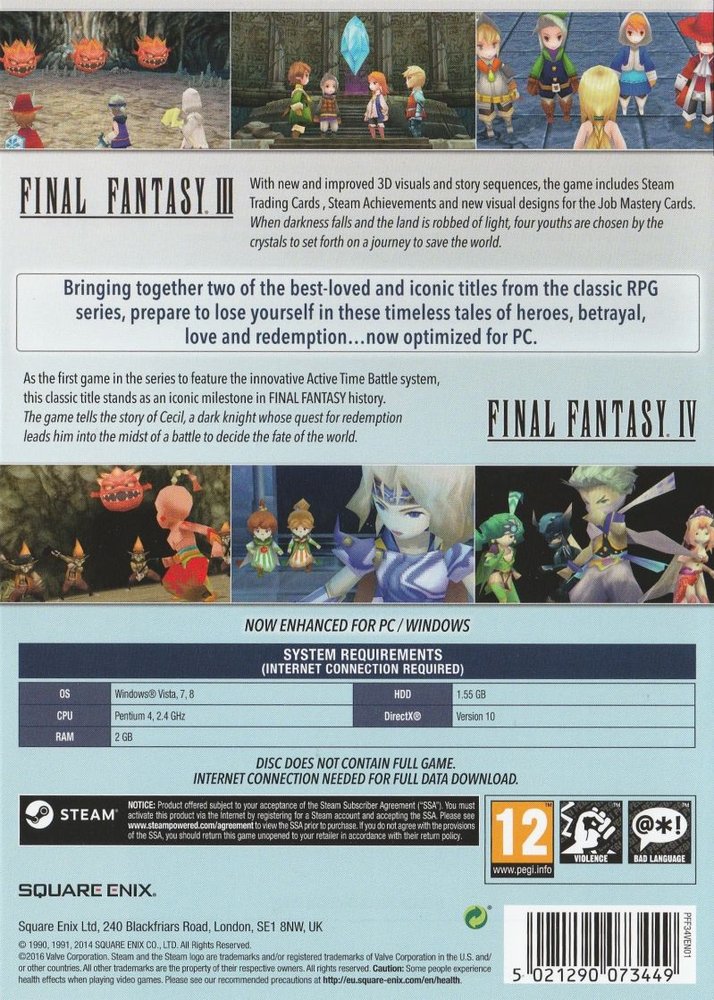 FINAL FANTASY. III
With new and improved 3D visuals and story sequences, the game includes Steam
Trading Cards , Steam Achievements and new visual designs for the Job Mastery Cards.
When darkness falls and the land is robbed of light, four youths are chosen by the
crystals to set forth on a journey to save the world.
Bringing together two of the best-loved and iconic titles from the classic RPG
series, prepare to lose yourself in these timeless tales of heroes, betrayal,
love and redemption...now optimized for PC.
As the first game in the series to feature the innovative Active Time Battle system,
this classic title stands as an iconic milestone in FINAL FANTASY history.
The game tells the story of Cecil, a dark knight whose quest for redemption
leads him into the midst of a battle to decide the fate of the world.
FINAL FANTASY. IV
NOW ENHANCED FOR PC / WINDOWS
SYSTEM REQUIREMENTS
(INTERNET CONNECTION REQUIRED)
OS Windows® Vista, 7, 8 HDD 1.55 GB
CPU Pentium 4, 2.4 GHz DirectX® Version 10
RAM 2 GB
DISC DOES NOT CONTAIN FULL GAME.
INTERNET CONNECTION NEEDED FOR FULL DATA DOWNLOAD.
STEAM®
NOTICE: Product offered subject to your acceptance of the Steam Subscriber Agreement ("SSA"). You must
activate this product via the Internet by registering for a Steam account and accepting the SSA. Please see
www.steampowered.com/agreement to view the SSA prior to purchase. If you do not agree with the provisions
of the SSA, you should return this game unopened to your retailer in accordance with their return policy.
12
www.pegi.info
VIOLENCE
@*!
BAD LANGUAGE
SQUARE ENIX.
Square Enix Ltd, 240 Blackfriars Road, London, SE1 8NW, UK
© 1990, 1991, 2014 SQUARE ENIX CO., LTD. All Rights Reserved.
©2016 Valve Corporation. Steam and the Steam logo are trademarks and/or registered trademarks of Valve Corporation in the U.S. and/
or other countries. All other trademarks are the property of their respective owners. All rights reserved. Caution: Some people experience
health effects when playing video games. Please see our recommended precautions at http://eu.square-enix.com/en/health.
PFF34VEN01
5 021290 073449